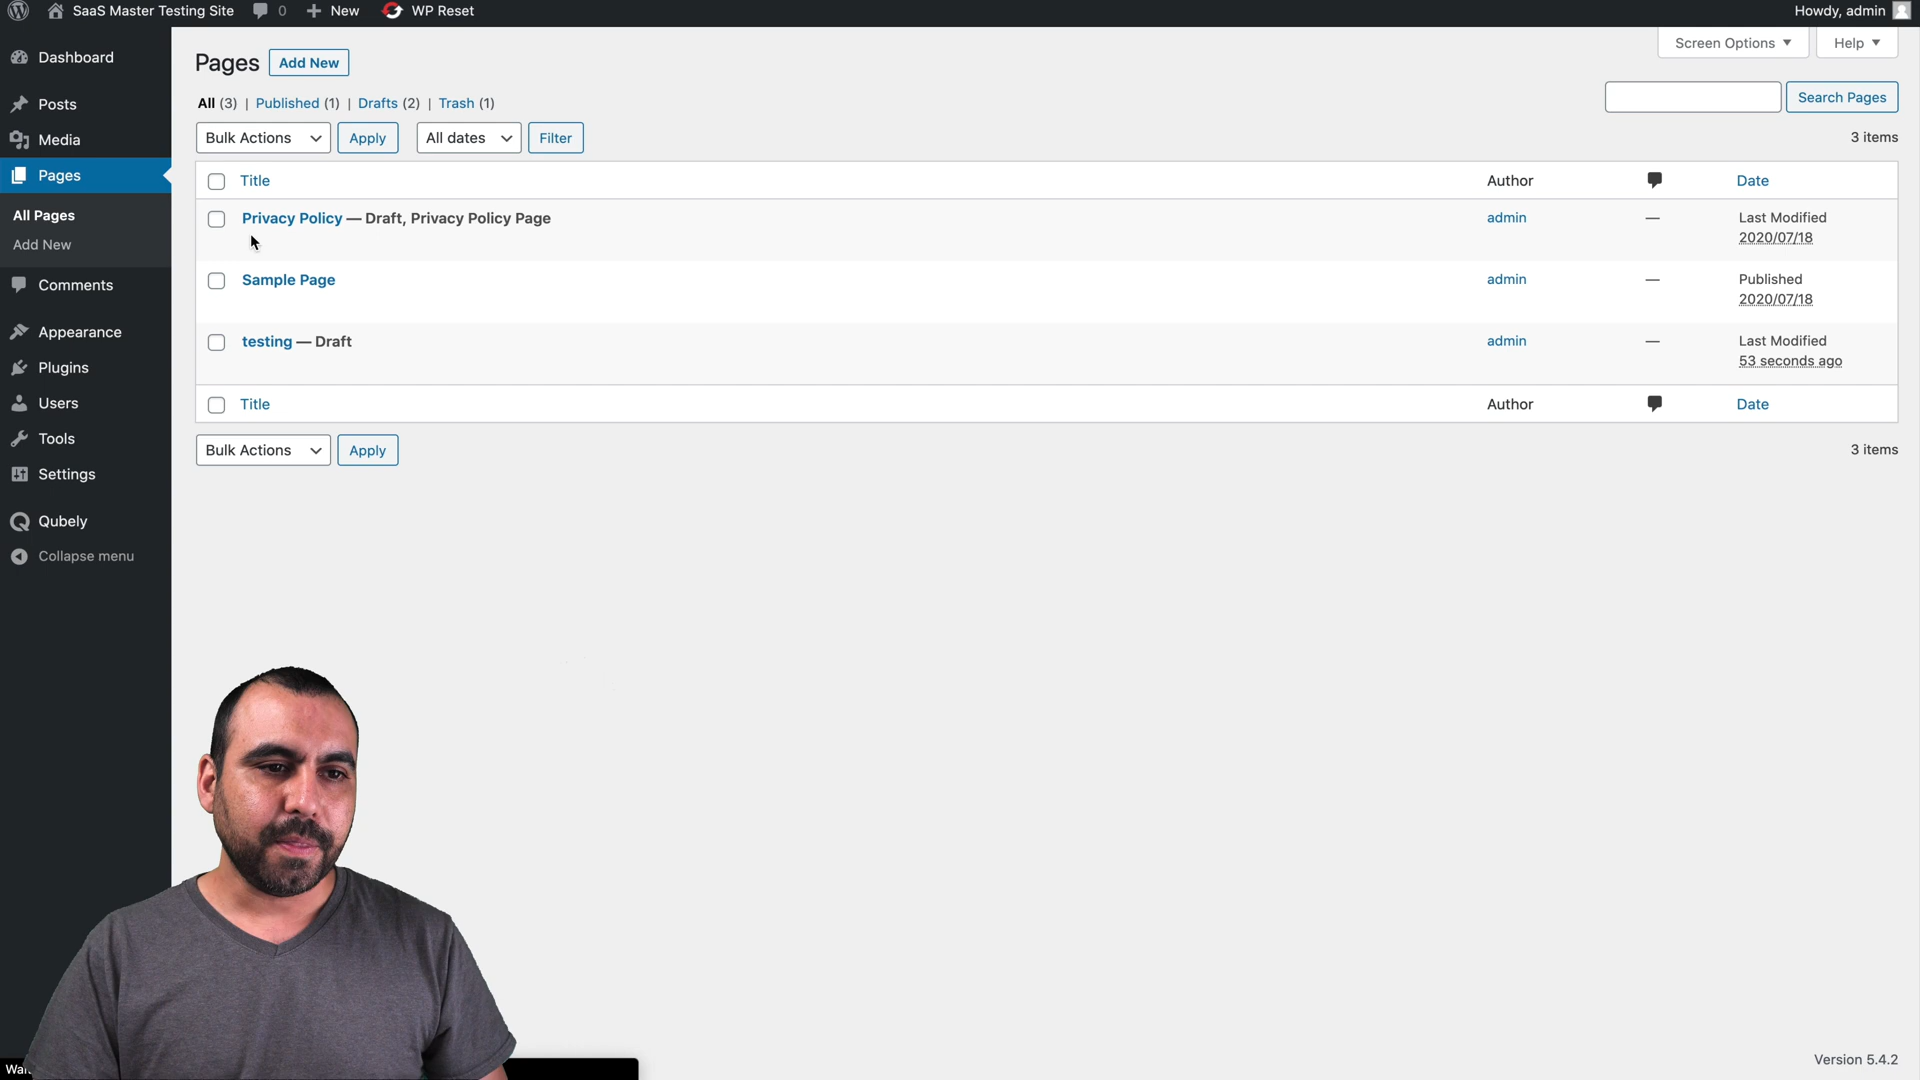 SaaS Master Testing Site 0 New WP Reset Howdy, admin
Dashboard
Posts
Media
Pages
All Pages
Add New
Comments
Appearance
Plugins
Users
Tools
Settings
Qubely
Collapse menu
Screen Options Help
Pages Add New
All (3) | Published (1) | Drafts (2) | Trash (1)
Search Pages
Bulk Actions Apply All dates Filter 3 items
Title Author Date
Privacy Policy — Draft, Privacy Policy Page admin — Last Modified
2020/07/18
Sample Page admin — Published
2020/07/18
testing — Draft admin — Last Modified
53 seconds ago
Title Author Date
Bulk Actions Apply 3 items
Version 5.4.2